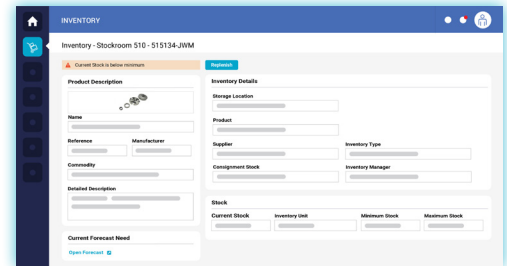 INVENTORY
Inventory - Stockroom 510 - 515134-JWM
Current Stock is below minimum
Replenish
Product Description
Name
Reference Manufacturer
Commodity
Detailed Description
Current Forecast Need
Open Forecast
Inventory Details
Storage Location
Product
Supplier Inventory Type
Consignment Stock Inventory Manager
Stock
Current Stock Inventory Unit Minimum Stock Maximum Stock